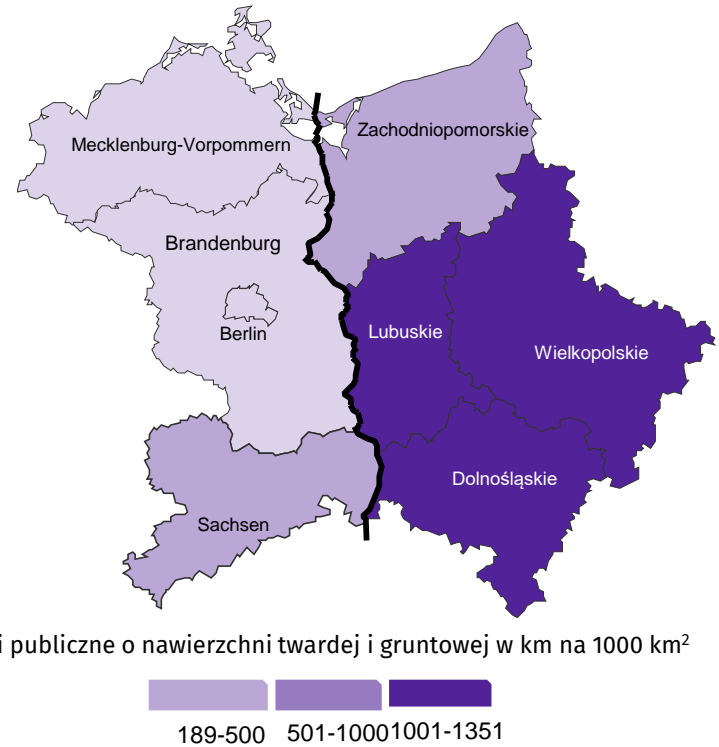 Mecklenburg-Vorpommern
Zachodniopomorskie
Brandenburg
Berlin
Lubuskie
Wielkopolskie
Dolnośląskie
Sachsen
i publiczne o nawierzchni twardej i gruntowej w km na 1000 km²
189-500 501-1000 1001-1351